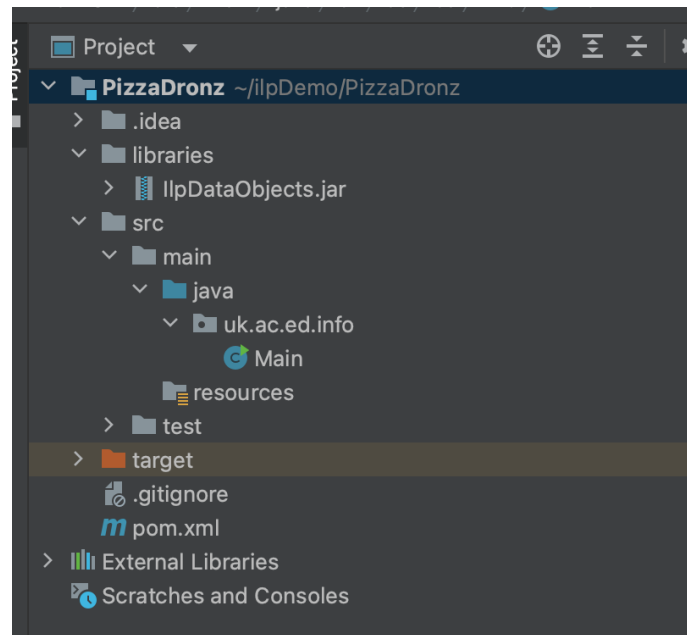 Project
Project
PizzaDronz ~/ilpDemo/PizzaDronz
.idea
libraries
IlpDataObjects.jar
src
main
java
uk.ac.ed.info
Main
resources
test
target
.gitignore
pom.xml
External Libraries
Scratches and Consoles